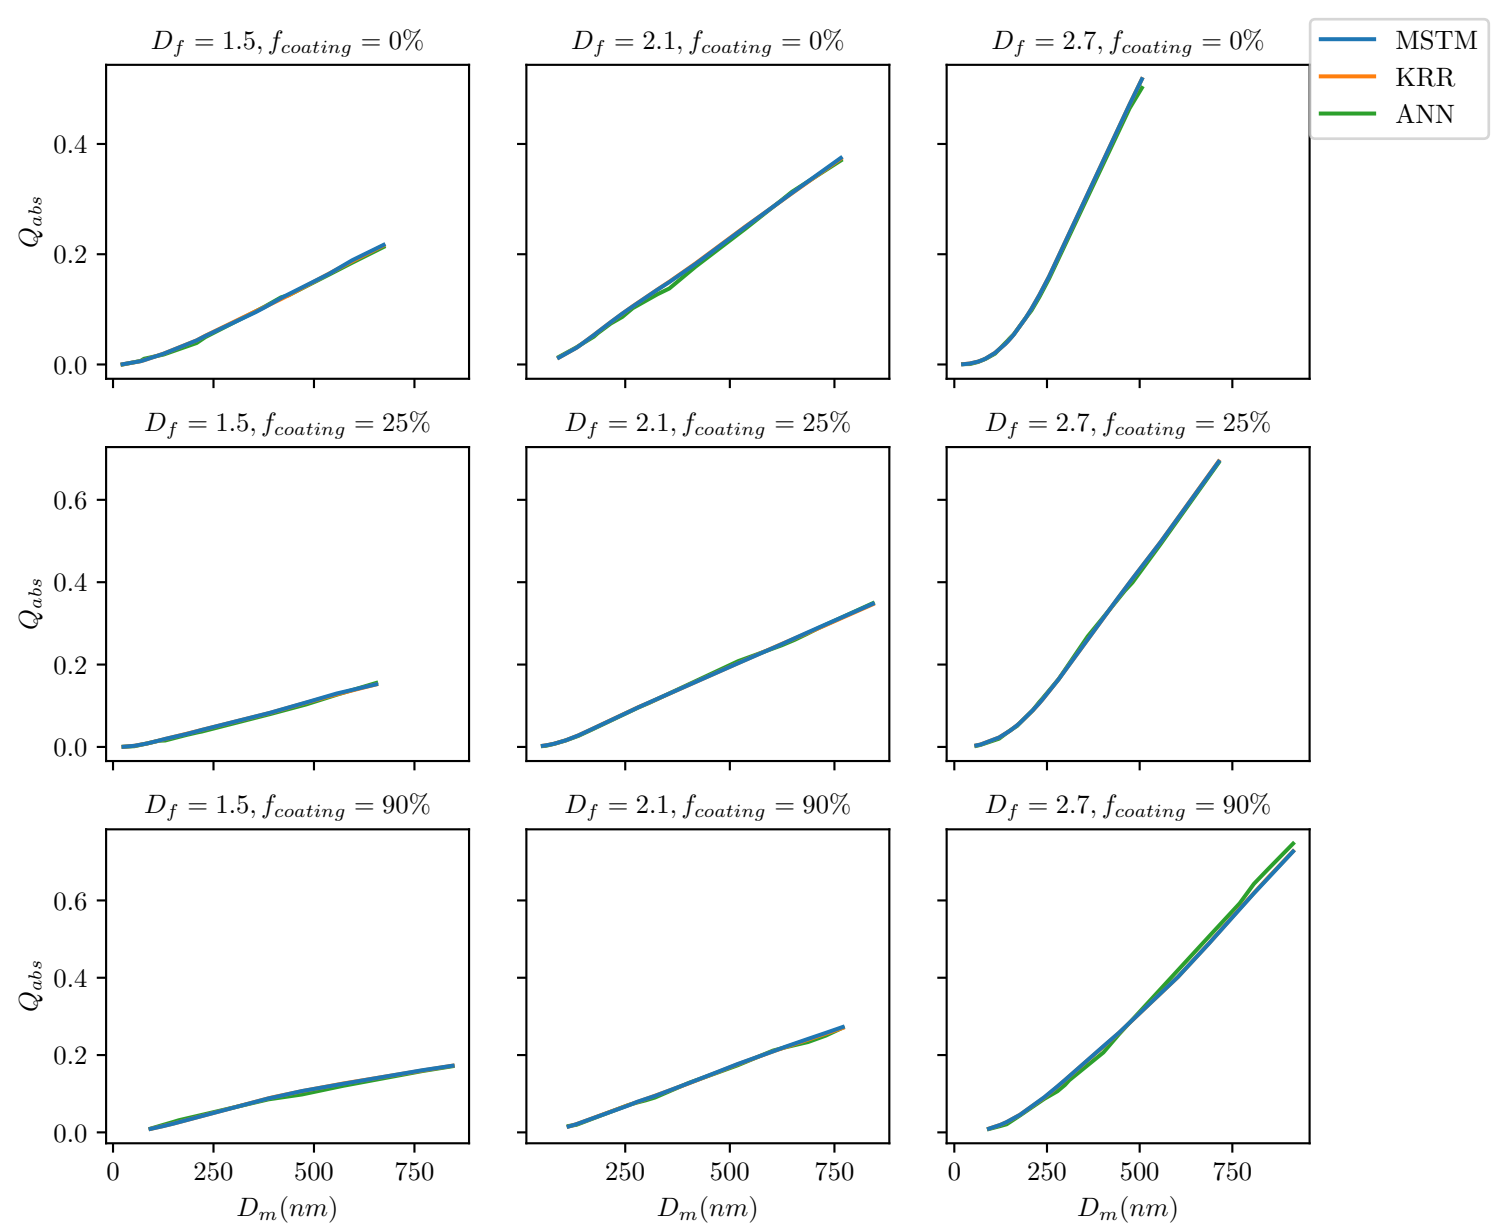 D_f = 1.5, f_coating = 0%
D_f = 2.1, f_coating = 0%
D_f = 2.7, f_coating = 0%
MSTM
KRR
ANN
Q_abs
0.4
0.2
0.0
D_f = 1.5, f_coating = 25%
D_f = 2.1, f_coating = 25%
D_f = 2.7, f_coating = 25%
Q_abs
0.6
0.4
0.2
0.0
D_f = 1.5, f_coating = 90%
D_f = 2.1, f_coating = 90%
D_f = 2.7, f_coating = 90%
Q_abs
0.6
0.4
0.2
0.0
0 250 500 750
250 500 750
0 250 500 750
D_m(nm)
D_m(nm)
D_m(nm)